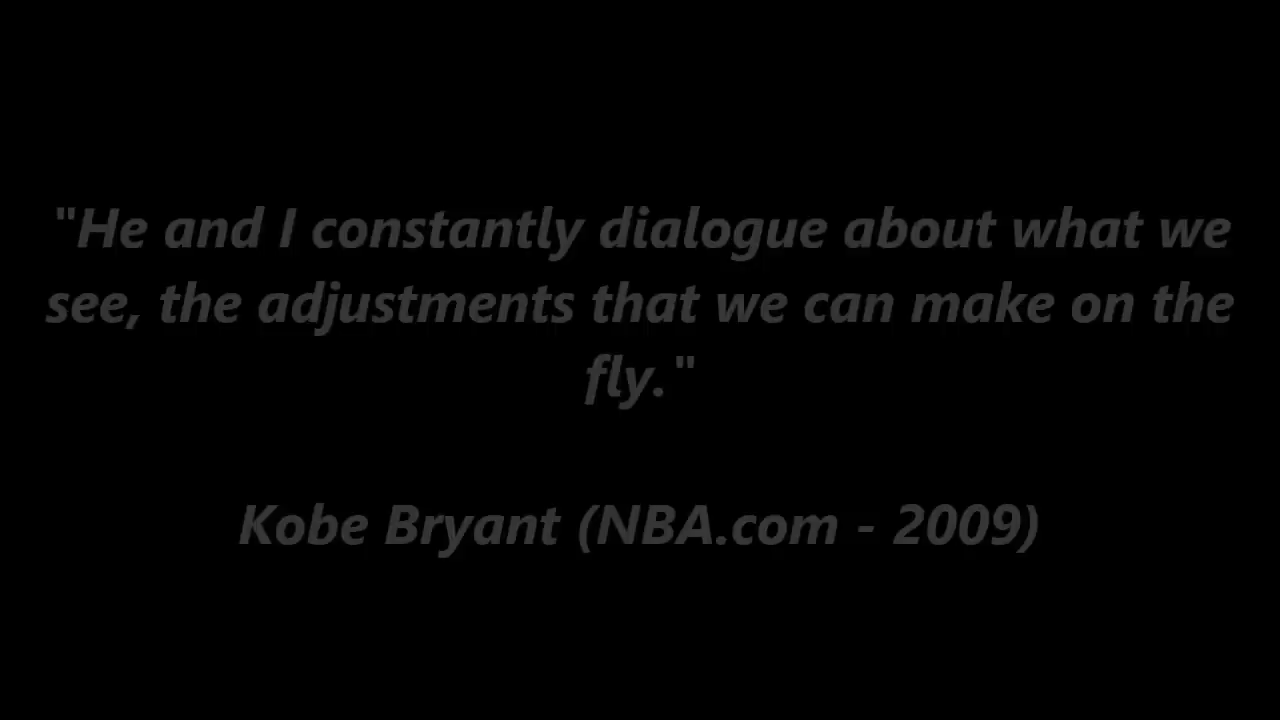 "He and I constantly dialogue about what we
see, the adjustments that we can make on the
fly."
Kobe Bryant (NBA.com - 2009)